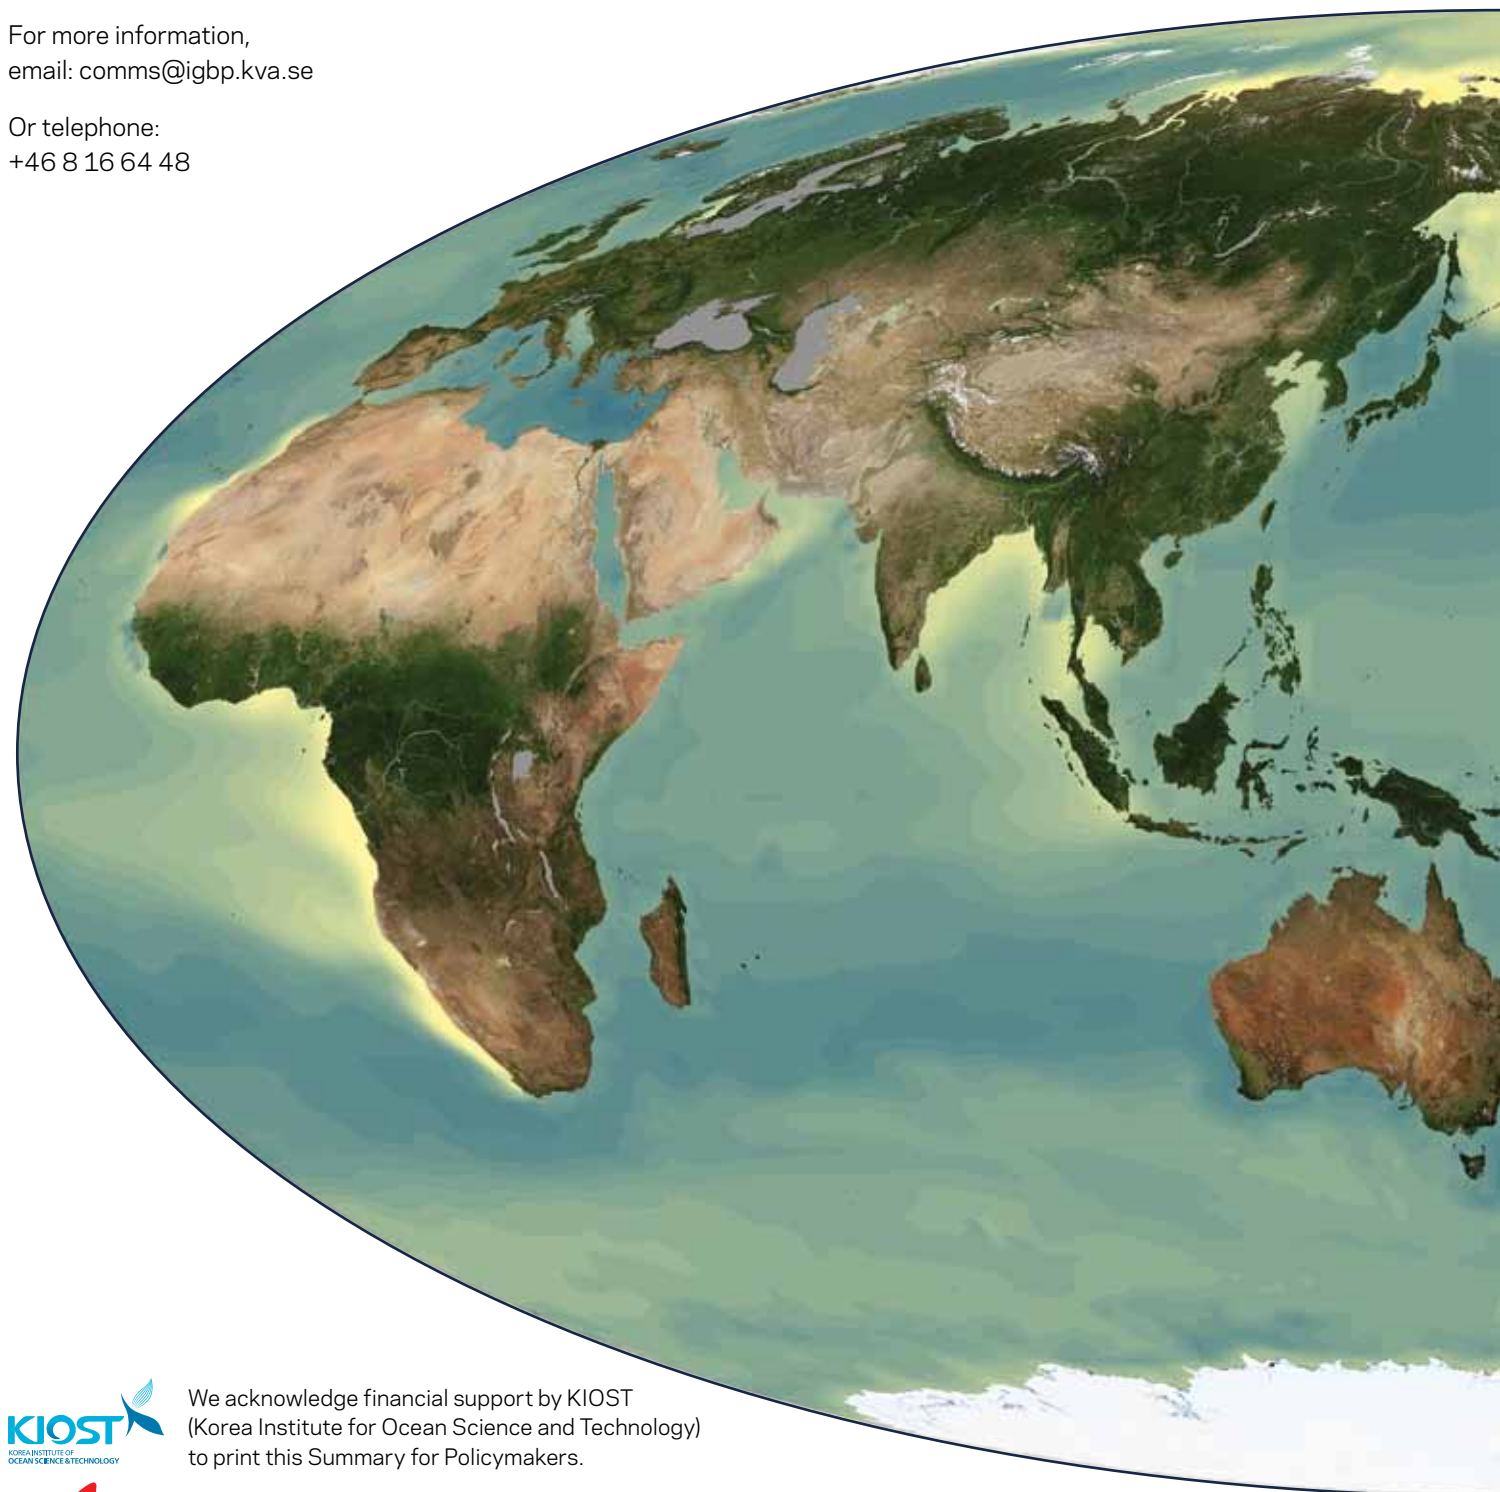 For more information,
email: comms@igbp.kva.se
Or telephone:
+46 8 16 64 48
KIOST
KOREA INSTITUTE OF
OCEAN SCIENCE & TECHNOLOGY
We acknowledge financial support by KIOST
(Korea Institute for Ocean Science and Technology)
to print this Summary for Policymakers.